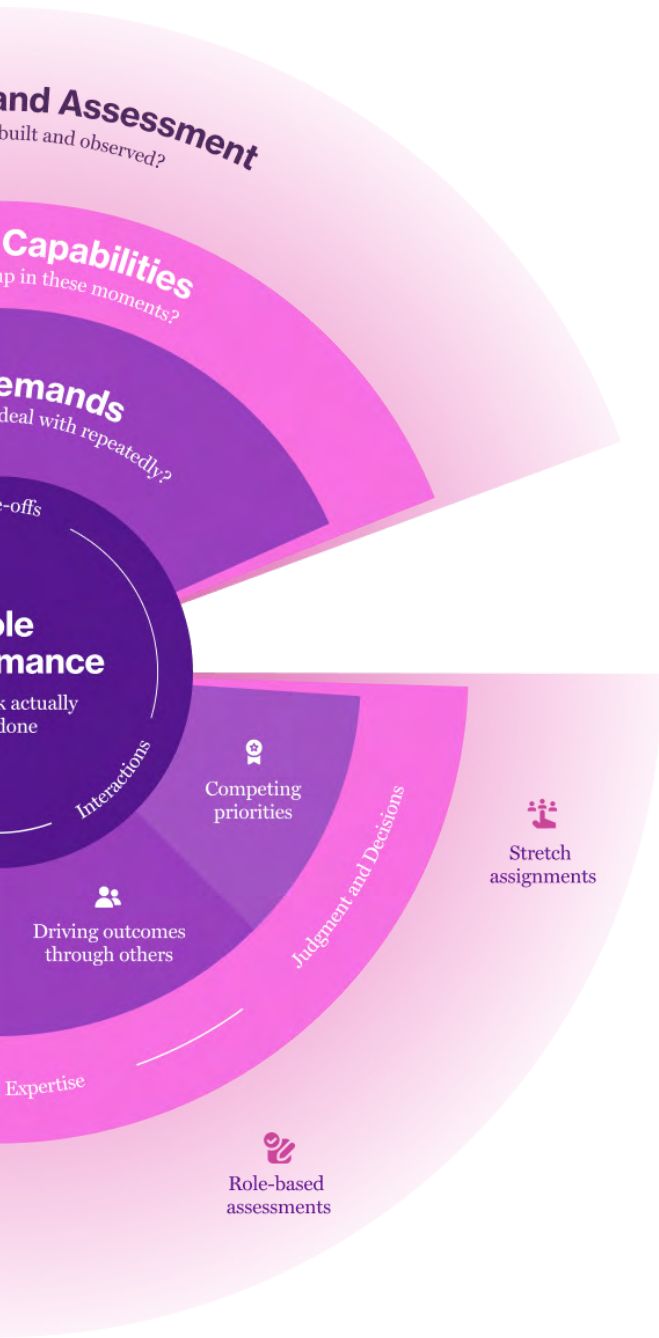 and Assessment
built and observed?
Capabilities
up in these moments?
emands
deal with repeatedly?
e-offs
ole
mance
k actually
done
Interactions
Competing
priorities
Judgment and Decisions
Stretch
assignments
Driving outcomes
through others
Expertise
Role-based
assessments